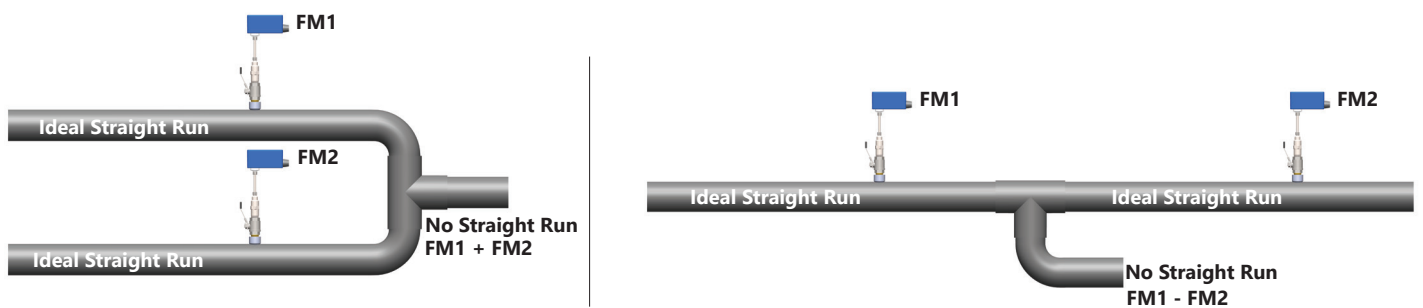 FM1
Ideal Straight Run
FM2
No Straight Run
FM1 + FM2
Ideal Straight Run
FM1
FM2
Ideal Straight Run
Ideal Straight Run
No Straight Run
FM1 - FM2